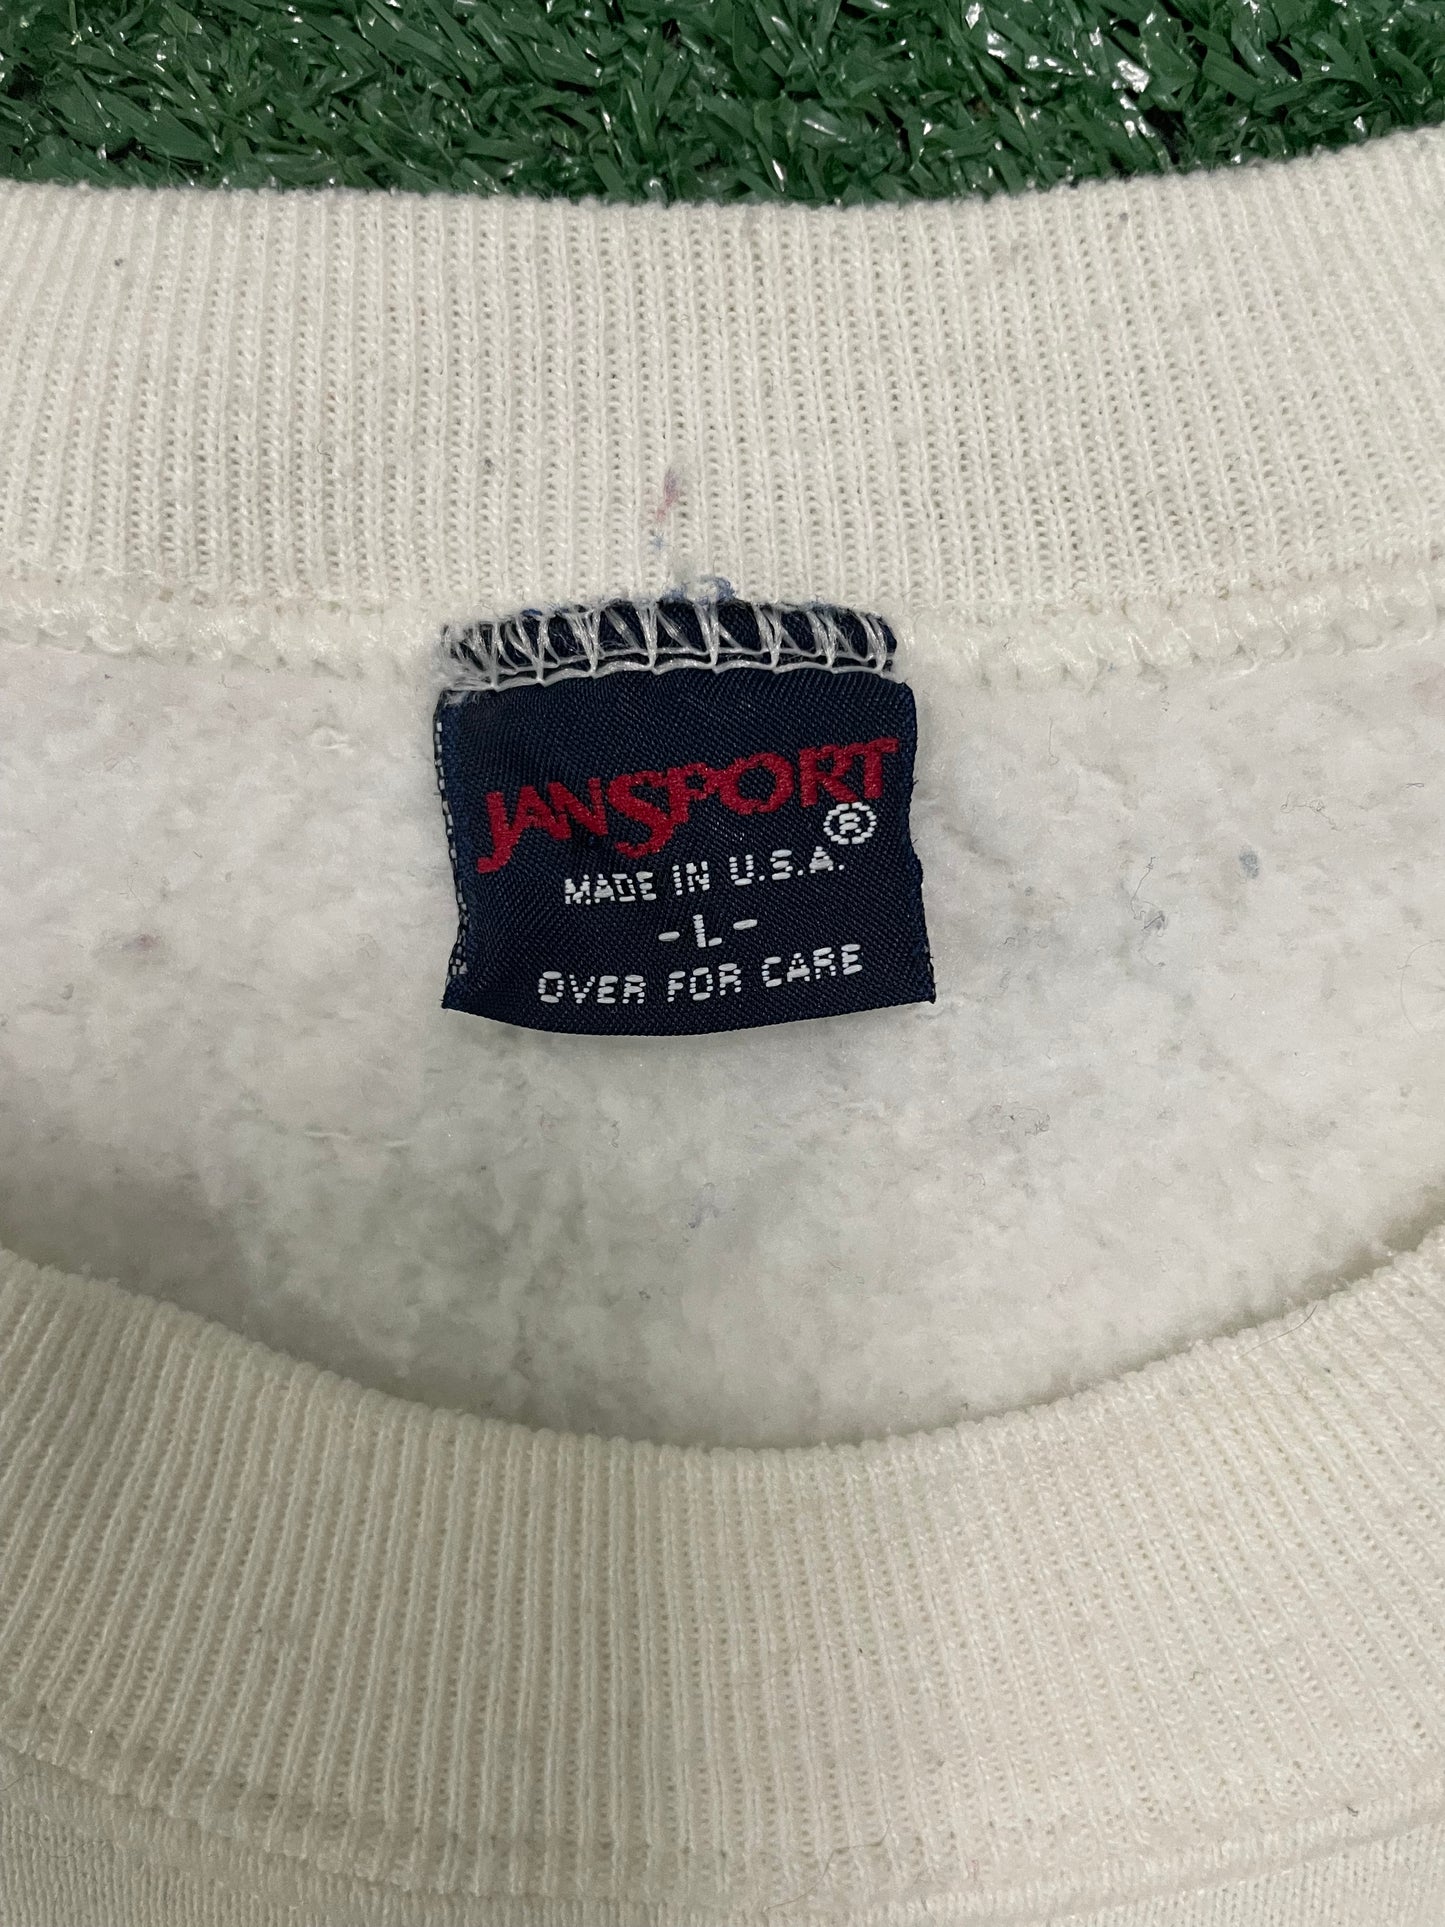 JANSPORT®
MADE IN U.S.A.
-L-
OVER FOR CARE